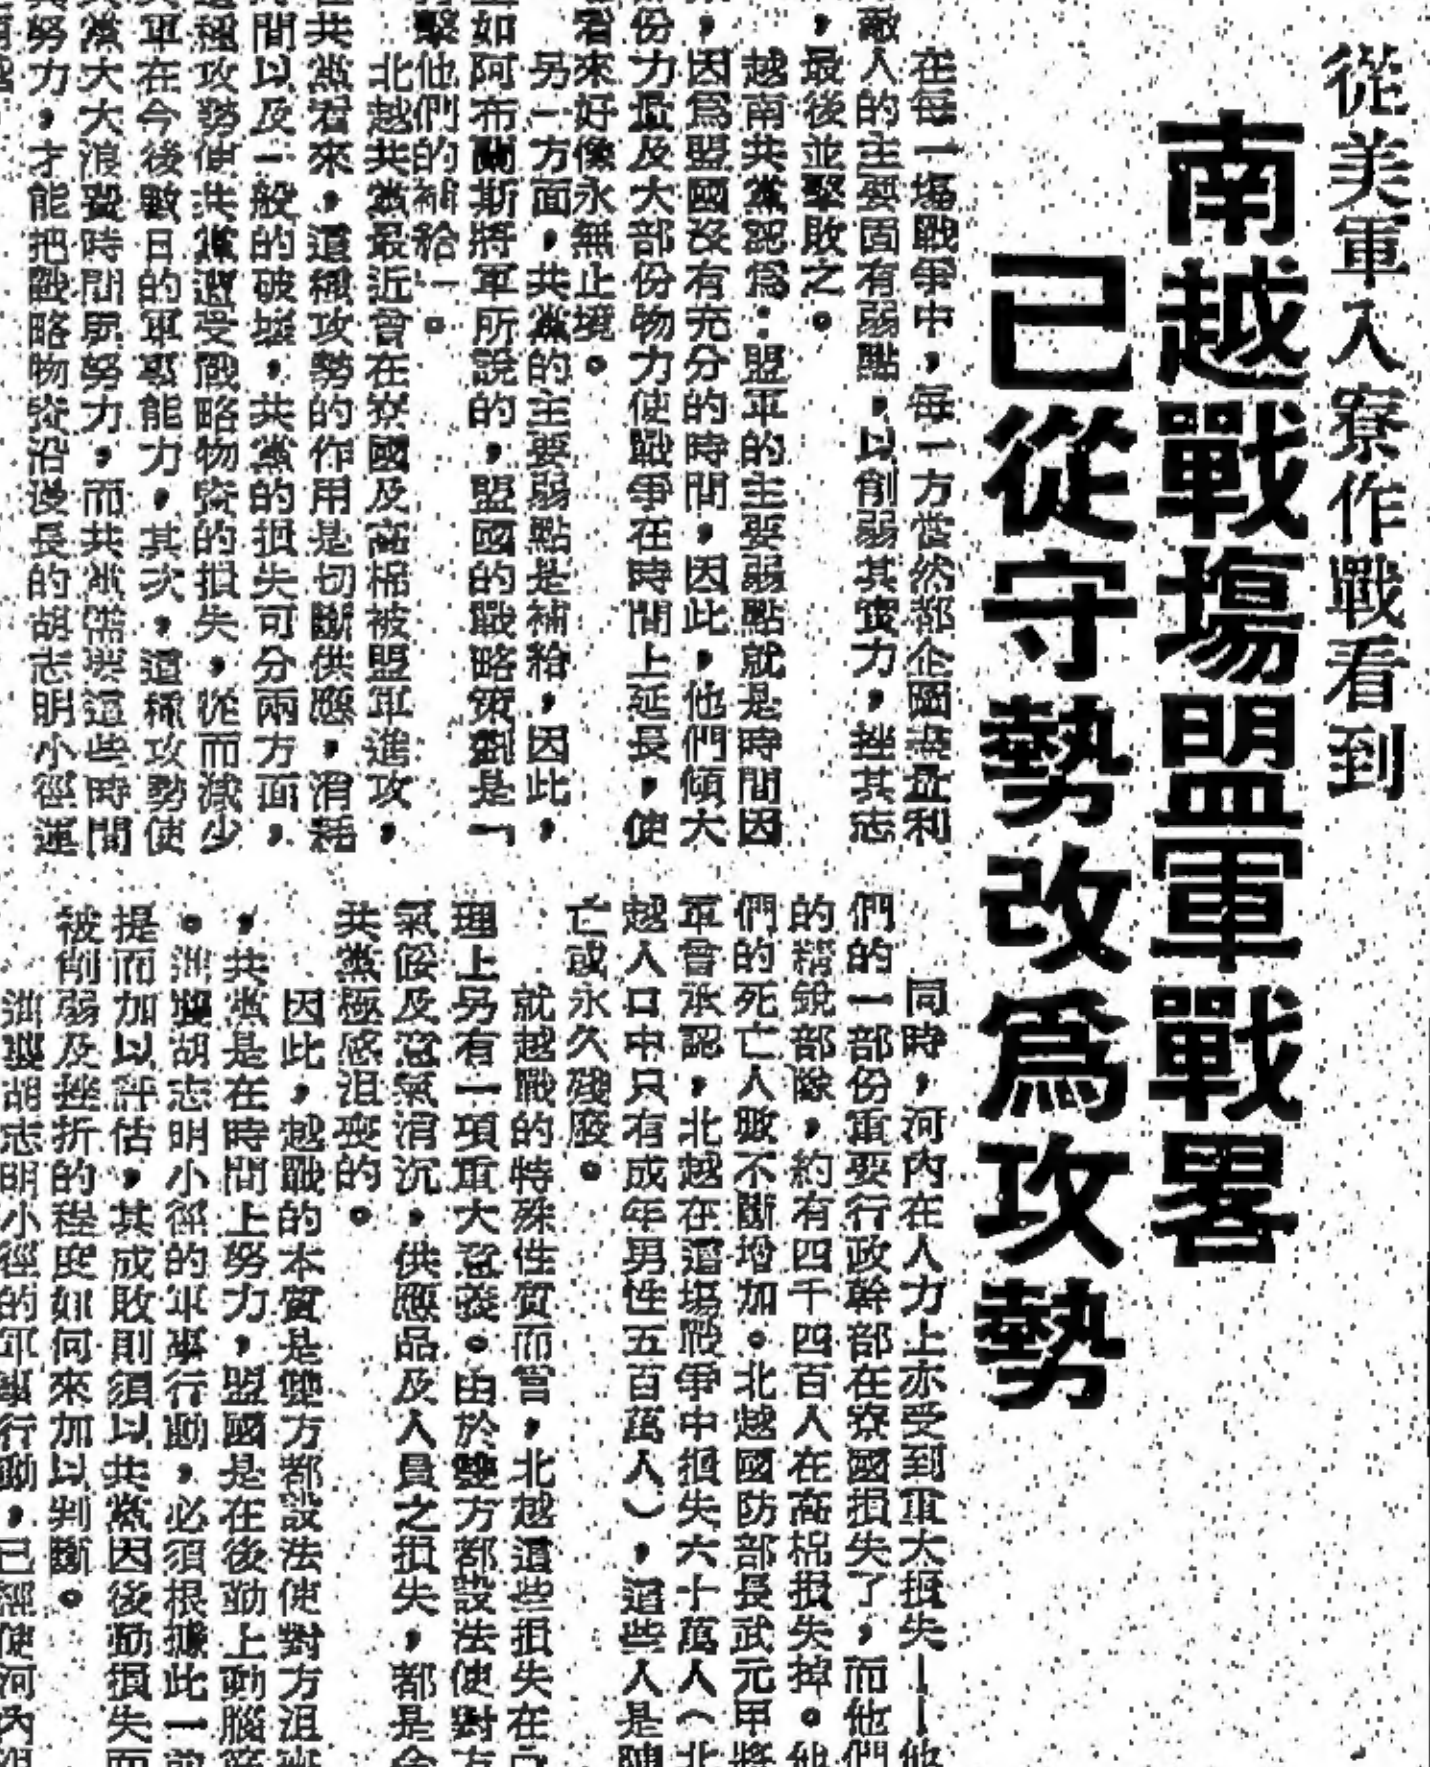 從美軍入寮作戰看到
南越戰塲盟軍戰畧
已從守勢改爲攻勢
在每一塲戰爭中，每一方當然都企圖盡量利
敵人的主要固有弱點，以削弱其實力，挫其志
，最後並擊敗之。
越南共黨認爲：盟軍的主要弱點就是時間因
，因爲盟國沒有充分的時間，因此，他們傾大
份力量及大部份物力使戰爭在時間上延長，使
看來好像永無止境。
另一方面，共黨的主要弱點是補給，因此，
如阿布蘭斯將軍所說的，盟國的戰略策劃是「
擊他們的補給」。
北越共黨最近曾在寮國及高棉被盟軍進攻，
共黨看來，這種攻勢的作用是切斷供應，消耗
間以及一般的破壞，共黨的損失可分兩方面，
種攻勢使共黨遭受戰略物資的損失，從而減少
軍在今後數日的軍事能力，其次，這種攻勢使
黨大大浪費時間與努力，而共黨需要這些時間
努力，才能把戰略物資沿漫長的胡志明小徑運
同時，河內在人力上亦受到重大損失——他
們的一部份重要行政幹部在寮國損失了，而他們
的精銳部隊，約有四千四百人在高棉損失掉。他
們的死亡人數不斷增加。北越國防部長武元甲將
軍曾承認，北越在這塲戰爭中損失六十萬人（北
越人口中只有成年男性五百萬人），這些人是陣
亡或永久殘廢。
就越戰的特殊性質而言，北越這些損失在心
理上另有一項重大意義。由於雙方都設法使對方
氣餒及意氣消沉，供應品及人員之損失，都是令
共黨極感沮喪的。
因此，越戰的本質是雙方都設法使對方沮喪
，共黨是在時間上努力，盟國是在後勤上動腦筋
。進襲胡志明小徑的軍事行動，必須根據此一前
提而加以評估，其成敗則須以共黨因後勤損失而
被削弱及挫折的程度如何來加以判斷。
進襲胡志明小徑的軍事行動，已經使河內